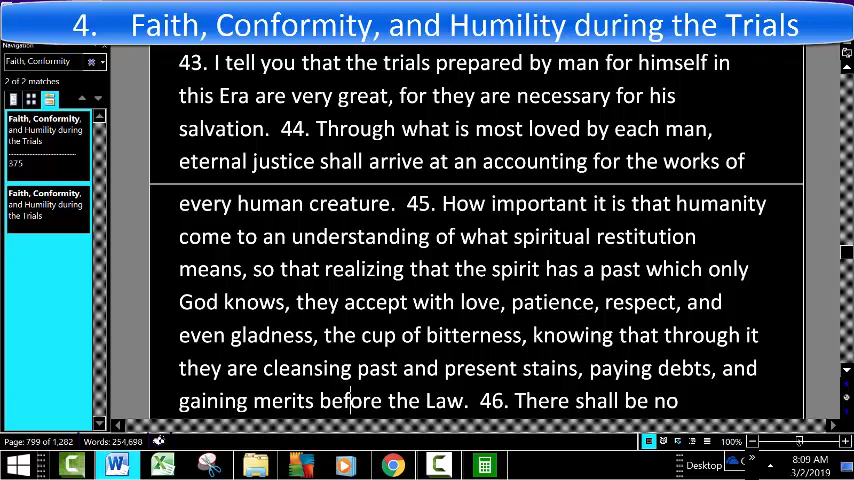 4. Faith, Conformity, and Humility during the Trials
Navigation
Faith, Conformity
2 of 2 matches
Faith, Conformity,
and Humility during
the Trials
375
Faith, Conformity,
and Humility during
the Trials
43. I tell you that the trials prepared by man for himself in
this Era are very great, for they are necessary for his
salvation. 44. Through what is most loved by each man,
eternal justice shall arrive at an accounting for the works of
every human creature. 45. How important it is that humanity
come to an understanding of what spiritual restitution
means, so that realizing that the spirit has a past which only
God knows, they accept with love, patience, respect, and
even gladness, the cup of bitterness, knowing that through it
they are cleansing past and present stains, paying debts, and
gaining merits before the Law. 46. There shall be no
Page: 799 of 1,282 Words: 254,698
100%
Desktop
8:09 AM
3/2/2019